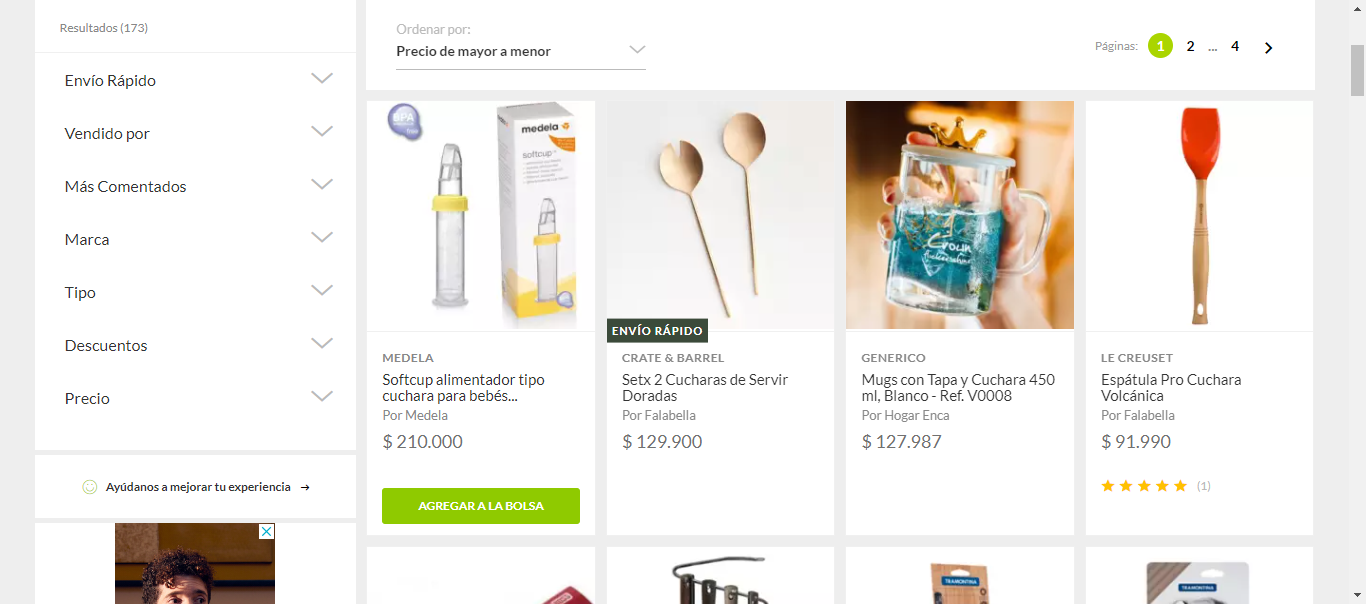 Resultados (173)
Envío Rápido
Vendido por
Más Comentados
Marca
Tipo
Descuentos
Precio
Ayúdanos a mejorar tu experiencia →
Ordenar por:
Precio de mayor a menor
Páginas: 1 2 ... 4
BPA
free
medela
softcup
MEDELA
Softcup alimentador tipo
cuchara para bebés...
Por Medela
$ 210.000
AGREGAR A LA BOLSA
ENVÍO RÁPIDO
CRATE & BARREL
Setx 2 Cucharas de Servir
Doradas
Por Falabella
$ 129.900
GENERICO
Mugs con Tapa y Cuchara 450
ml, Blanco - Ref. V0008
Por Hogar Enca
$ 127.987
LE CREUSET
Espátula Pro Cuchara
Volcánica
Por Falabella
$ 91.990
(1)
TRAMONTINA
TRAMONTINA